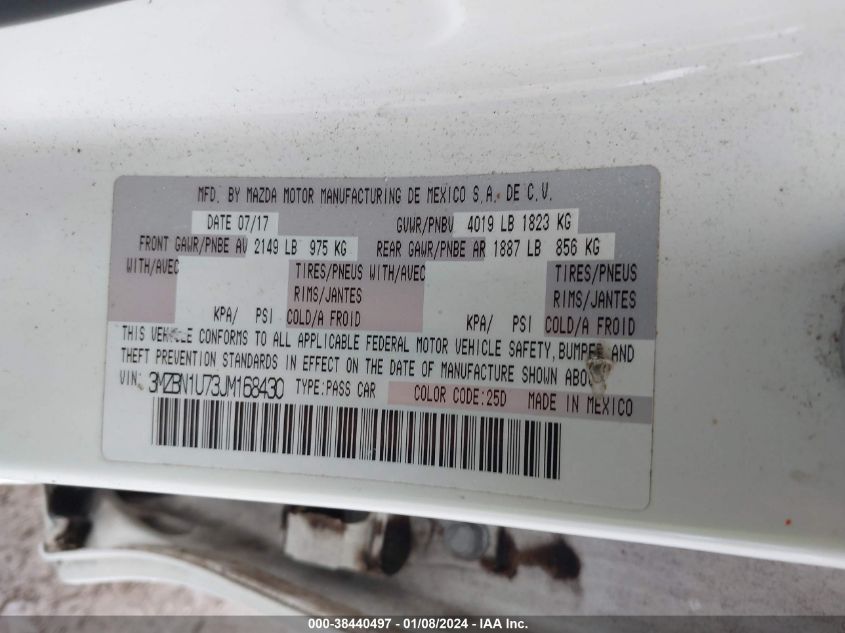 MFD. BY MAZDA MOTOR MANUFACTURING DE MEXICO S.A. DE C.V.
DATE 07/17 GVWR/PNBV 4019 LB 1823 KG
FRONT GAWR/PNBE AV 2149 LB 975 KG REAR GAWR/PNBE AR 1887 LB 856 KG
WITH/AVEC TIRES/PNEUS WITH/AVEC TIRES/PNEUS
RIMS/JANTES RIMS/JANTES
KPA/ PSI COLD/A FROID KPA/ PSI COLD/A FROID
THIS VEHICLE CONFORMS TO ALL APPLICABLE FEDERAL MOTOR VEHICLE SAFETY, BUMPER, AND
THEFT PREVENTION STANDARDS IN EFFECT ON THE DATE OF MANUFACTURE SHOWN ABOVE.
VIN: 3MZBN1U73JM168430 TYPE:PASS CAR COLOR CODE:25D MADE IN MEXICO
000-38440497 - 01/08/2024 - IAA Inc.